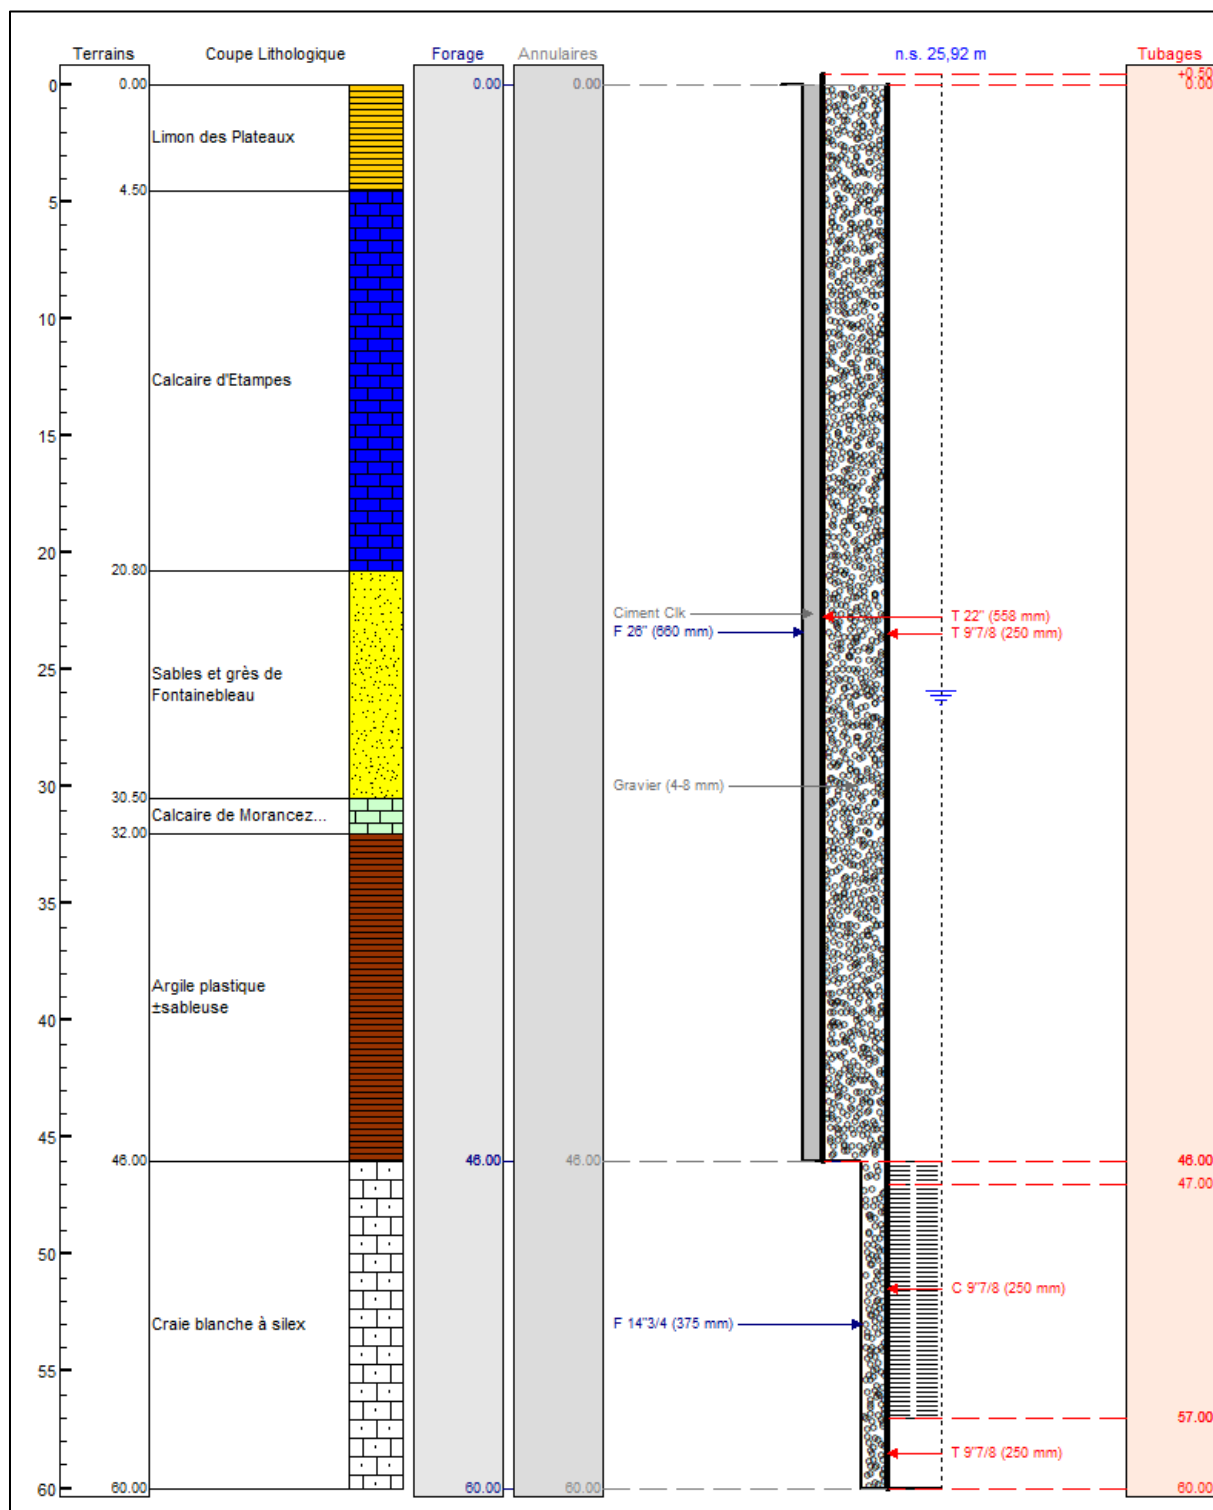 Terrains Coupe Lithologique Forage Annulaires n.s. 25,92 m Tubages
+0.50
0 0.00 0.00 0.00 0.00
Limon des Plateaux
4.50
5
10
Calcaire d'Etampes
15
20
20.80
Ciment Clk T 22" (558 mm)
F 26" (660 mm) T 9"7/8 (250 mm)
25
Sables et grès de
Fontainebleau
30 Gravier (4-8 mm)
30.50
Calcaire de Morancez...
32.00
35
Argile plastique
±sableuse
40
45
46.00 46.00 46.00 46.00
47.00
50
C 9"7/8 (250 mm)
Craie blanche à silex F 14"3/4 (375 mm)
55
57.00
T 9"7/8 (250 mm)
60 60.00 60.00 60.00 60.00